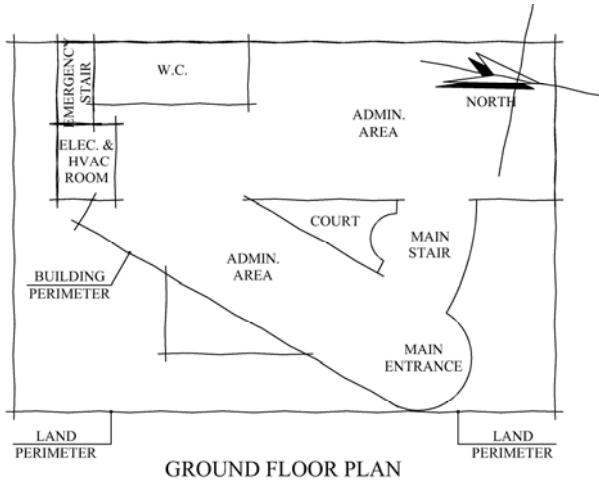 EMERGENCY
STAIR
W.C.
NORTH
ADMIN.
AREA
ELEC. &
HVAC
ROOM
COURT
MAIN
STAIR
ADMIN.
AREA
BUILDING
PERIMETER
MAIN
ENTRANCE
LAND
PERIMETER
LAND
PERIMETER
GROUND FLOOR PLAN